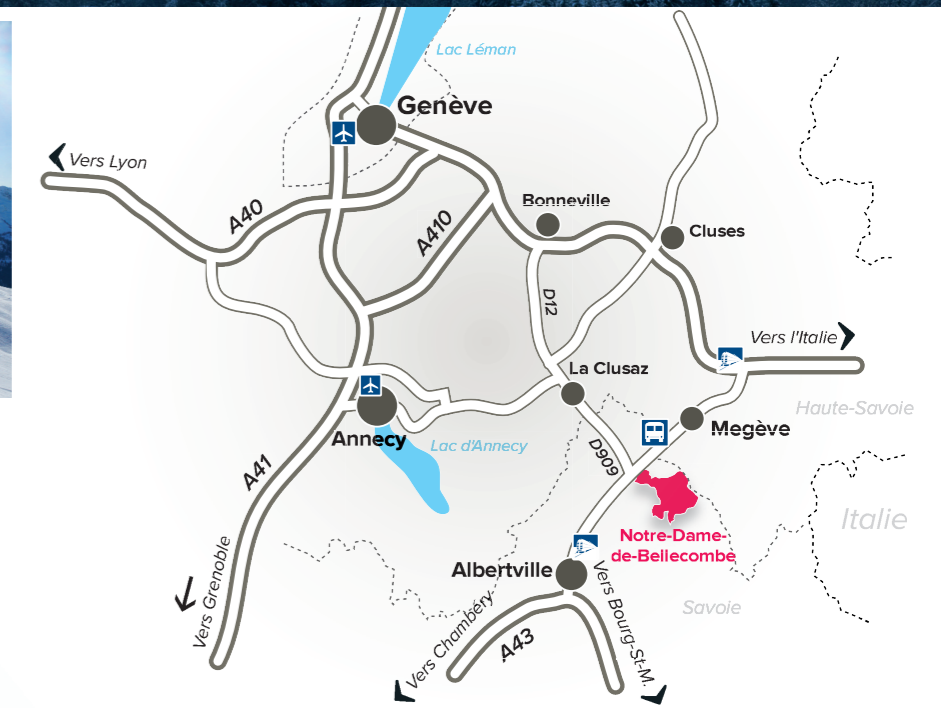 Lac Léman
Genève
Vers Lyon
Bonneville
A40
A410
Cluses
D12
Vers l'Italie
La Clusaz
Haute-Savoie
Megève
Annecy
Lac d'Annecy
D909
A41
Italie
Notre-Dame-
de-Bellecombe
Albertville
Vers Grenoble
Vers Chambéry
Vers Bourg-St-M.
Savoie
A43